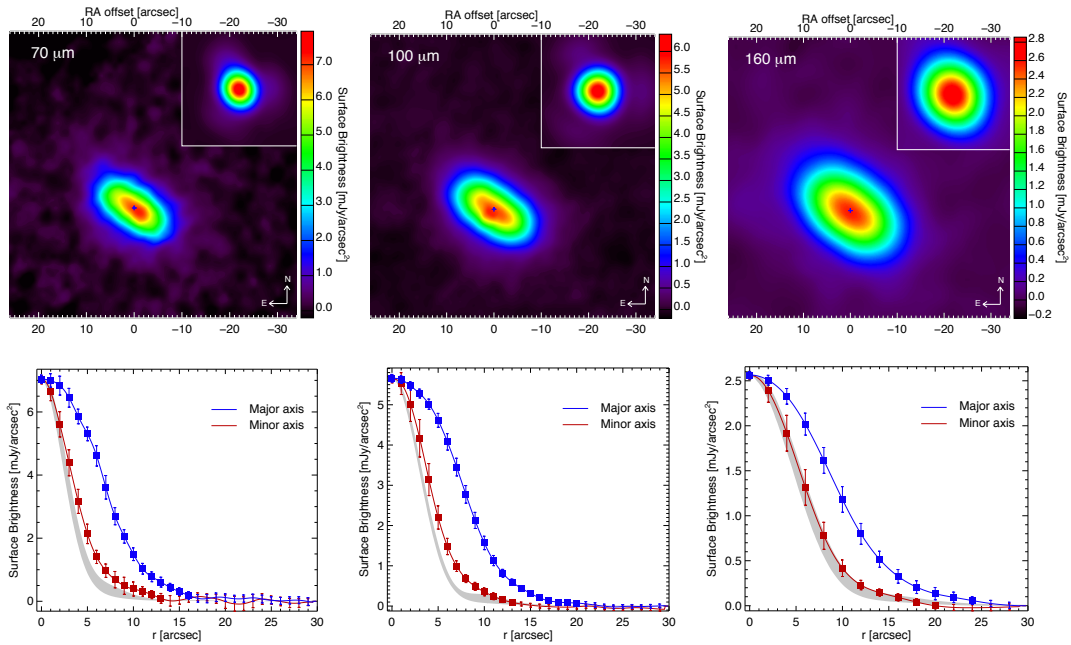 RA offset [arcsec]
20 10 0 −10 −20 −30
70 μm
7.0
6.0
5.0
4.0
3.0
2.0
1.0
0.0
Surface Brightness [mJy/arcsec²]
N
E
20 10 0 −10 −20 −30
RA offset [arcsec]
20 10 0 −10 −20 −30
100 μm
6.0
5.5
5.0
4.5
4.0
3.5
3.0
2.5
2.0
1.5
1.0
0.5
0.0
Surface Brightness [mJy/arcsec²]
N
E
20 10 0 −10 −20 −30
RA offset [arcsec]
20 10 0 −10 −20 −30
160 μm
2.8
2.6
2.4
2.2
2.0
1.8
1.6
1.4
1.2
1.0
0.8
0.6
0.4
0.2
0.0
−0.2
Surface Brightness [mJy/arcsec²]
N
E
20 10 0 −10 −20 −30
Surface Brightness [mJy/arcsec²]
6
4
2
0
Major axis
Minor axis
0 5 10 15 20 25 30
r [arcsec]
Surface Brightness [mJy/arcsec²]
5
4
3
2
1
0
Major axis
Minor axis
0 5 10 15 20 25 30
r [arcsec]
Surface Brightness [mJy/arcsec²]
2.5
2.0
1.5
1.0
0.5
0.0
Major axis
Minor axis
0 5 10 15 20 25 30
r [arcsec]